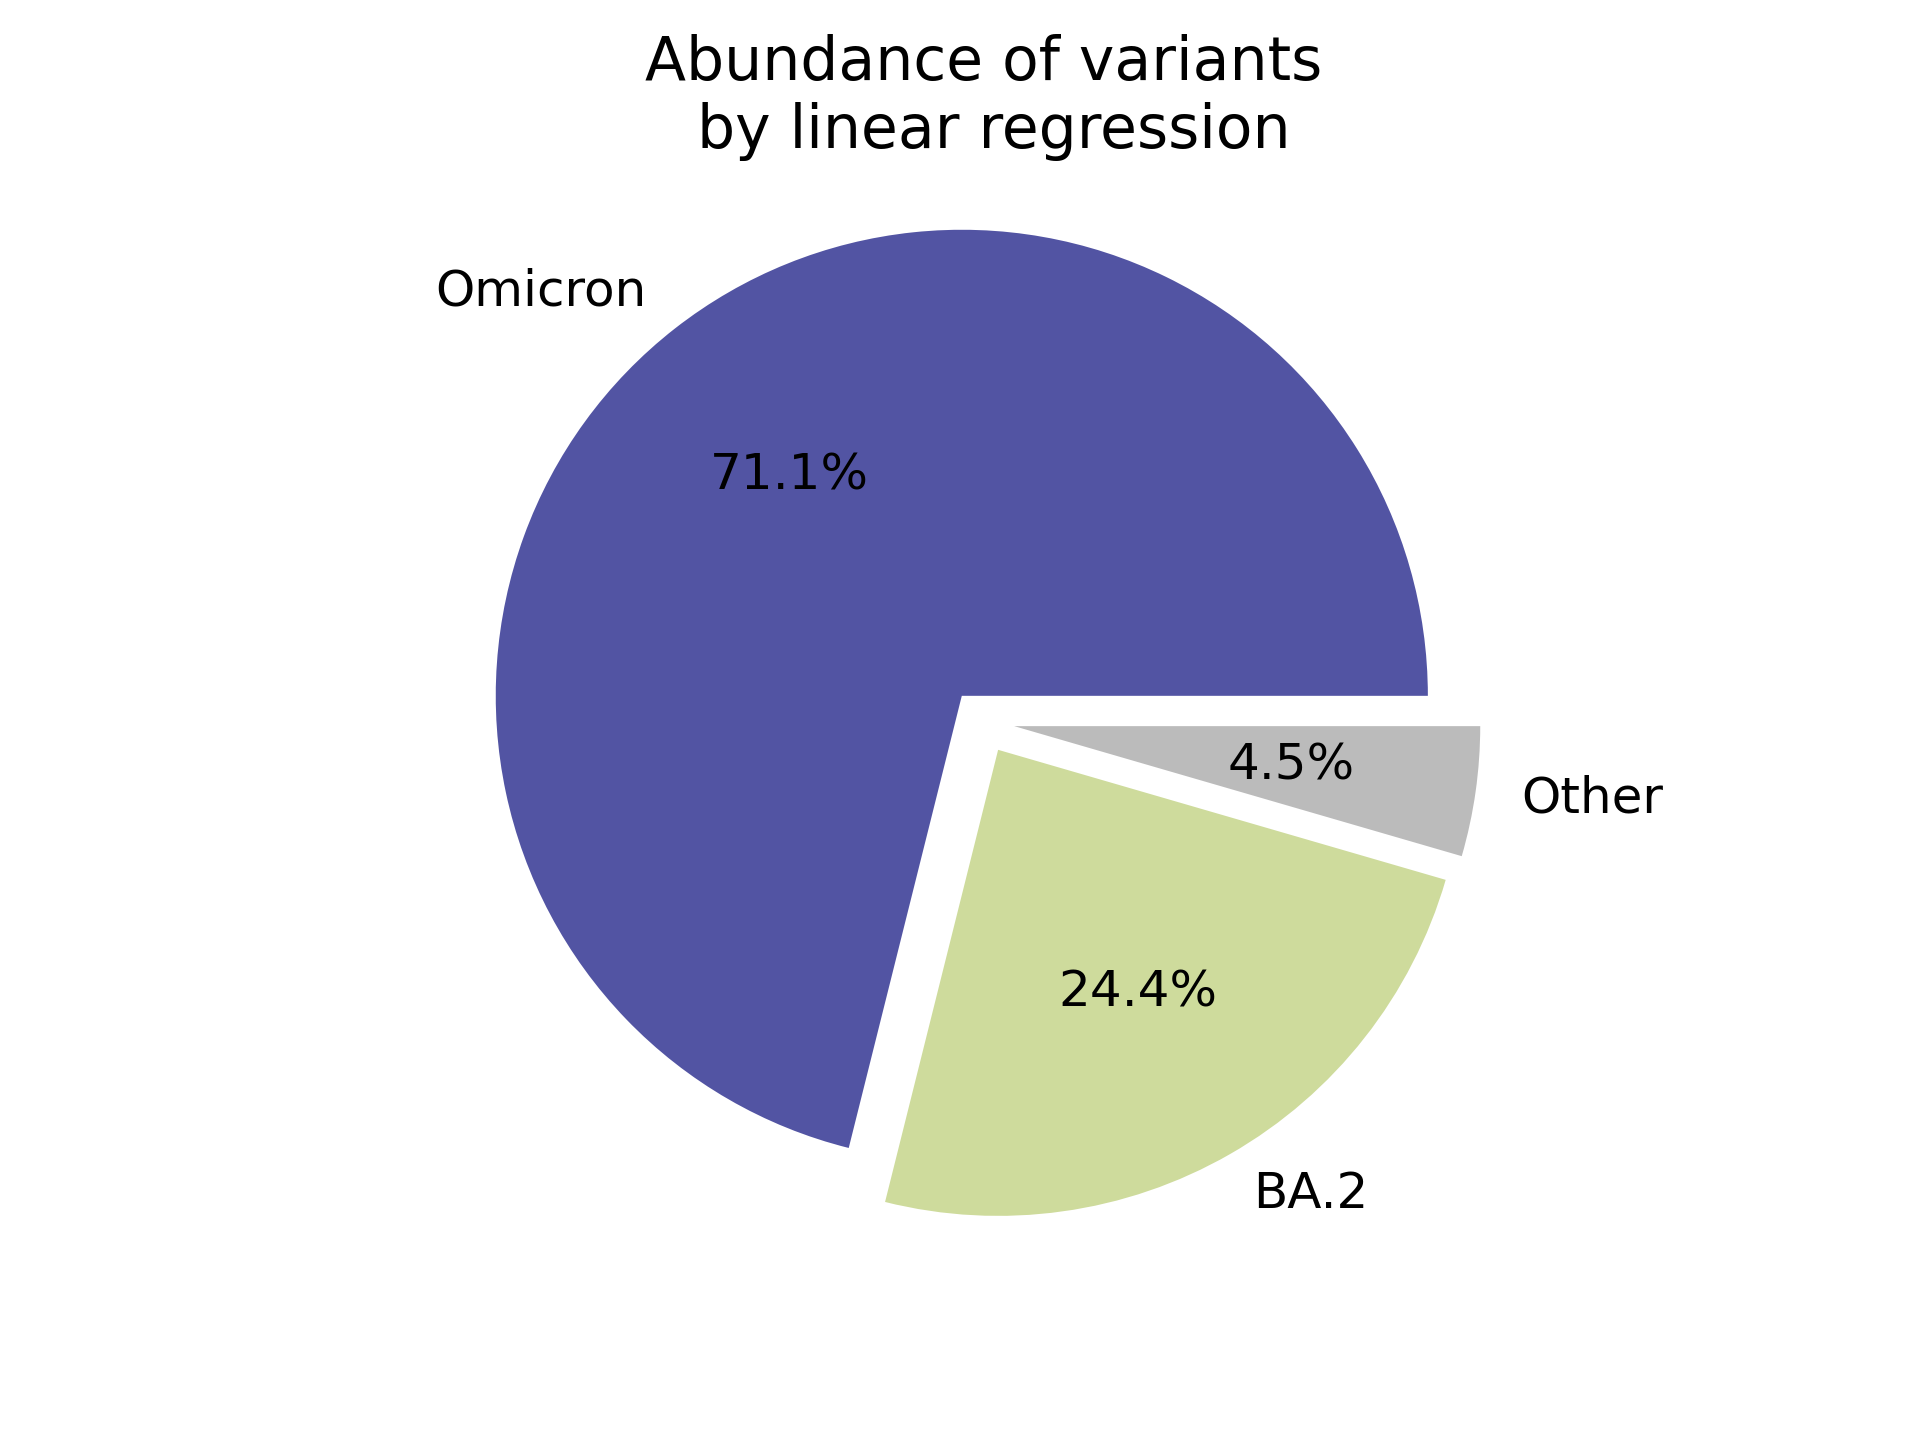 Abundance of variants
by linear regression
Omicron
71.1%
4.5%
Other
24.4%
BA.2